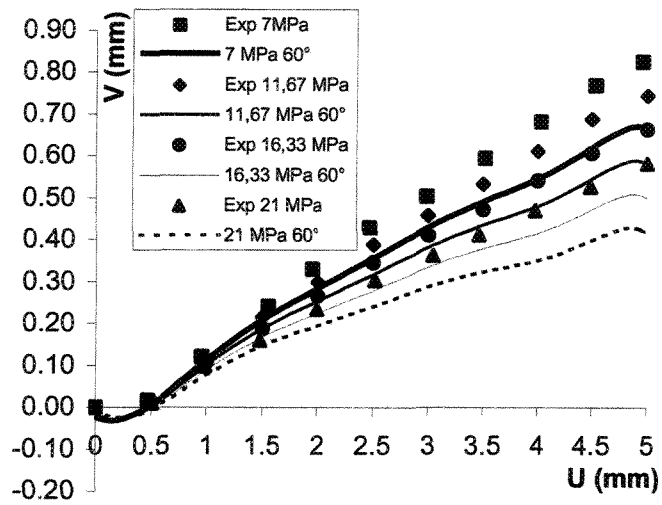 V (mm)
0.90
0.80
0.70
0.60
0.50
0.40
0.30
0.20
0.10
0.00
-0.10
-0.20
Exp 7MPa
7 MPa 60°
Exp 11,67 MPa
11,67 MPa 60°
Exp 16,33 MPa
16,33 MPa 60°
Exp 21 MPa
21 MPa 60°
0 0.5 1 1.5 2 2.5 3 3.5 4 4.5 5
U (mm)